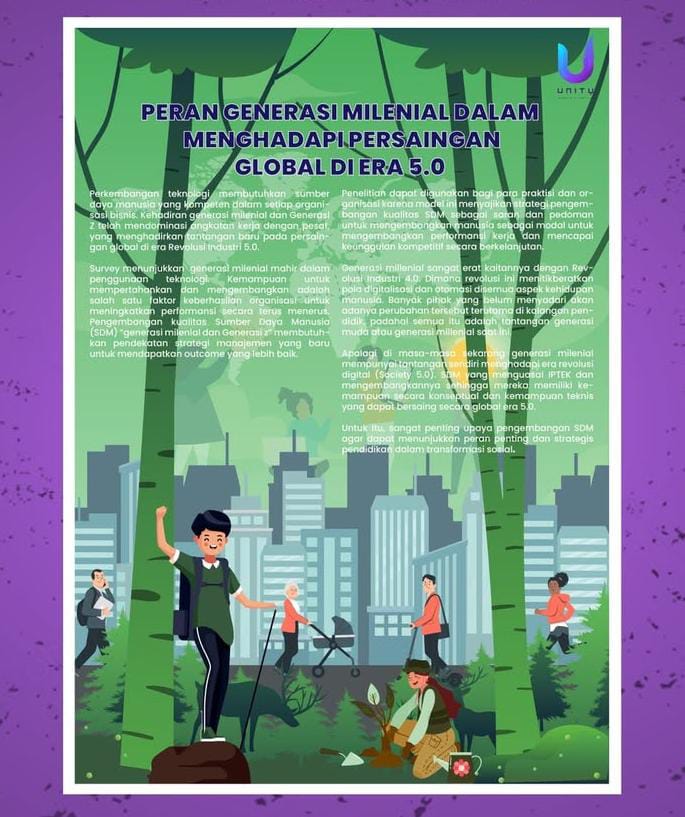 UNITU
PERAN GENERASI MILENIAL DALAM
MENGHADAPI PERSAINGAN
GLOBAL DI ERA 5.0
Perkembangan teknologi membutuhkan sumber
daya manusia yang kompeten dalam setiap organi-
sasi bisnis. Kehadiran generasi milenial dan Generasi
Z telah mendominasi angkatan kerja dengan pesat,
yang menghadirkan tantangan baru pada persain-
gan global di era Revolusi Industri 5.0.
Survey menunjukkan generasi milenial mahir dalam
penggunaan teknologi. Kemampuan untuk
mempertahankan dan mengembangkan adalah
salah satu faktor keberhasilan organisasi untuk
meningkatkan performansi secara terus menerus.
Pengembangan kualitas Sumber Daya Manusia
(SDM) "generasi milenial dan Generasi z" membutuh-
kan pendekatan strategi manajemen yang baru
untuk mendapatkan outcome yang lebih baik.
Penelitian dapat digunakan bagi para praktisi dan or-
ganisasi karena model ini menyajikan strategi pengem-
bangan kualitas SDM sebagai saran dan pedoman
untuk mengembangkan manusia sebagai modal untuk
mengembangkan performansi kerja dan mencapai
keunggulan kompetitif secara berkelanjutan.
Generasi millenial sangat erat kaitannya dengan Rev-
olusi Industri 4.0. Dimana revolusi ini menitikberatkan
pola digitalisasi dan otomasi disemua aspek kehidupan
manusia. Banyak pihak yang belum menyadari akan
adanya perubahan tersebut terutama di kalangan pen-
didik, padahal semua itu adalah tantangan generasi
muda atau generasi milenial saat ini.
Apalagi di masa-masa sekarang generasi milenial
mempunyai tantangan sendiri menghadapi era revolusi
digital (Society 5.0). SDM yang menguasai IPTEK dan
mengembangkannya sehingga mereka memiliki ke-
mampuan secara konseptual dan kemampuan teknis
yang dapat bersaing secara global era 5.0.
Untuk itu, sangat penting upaya pengembangan SDM
agar dapat menunjukkan peran penting dan strategis
pendidikan dalam transformasi sosial.